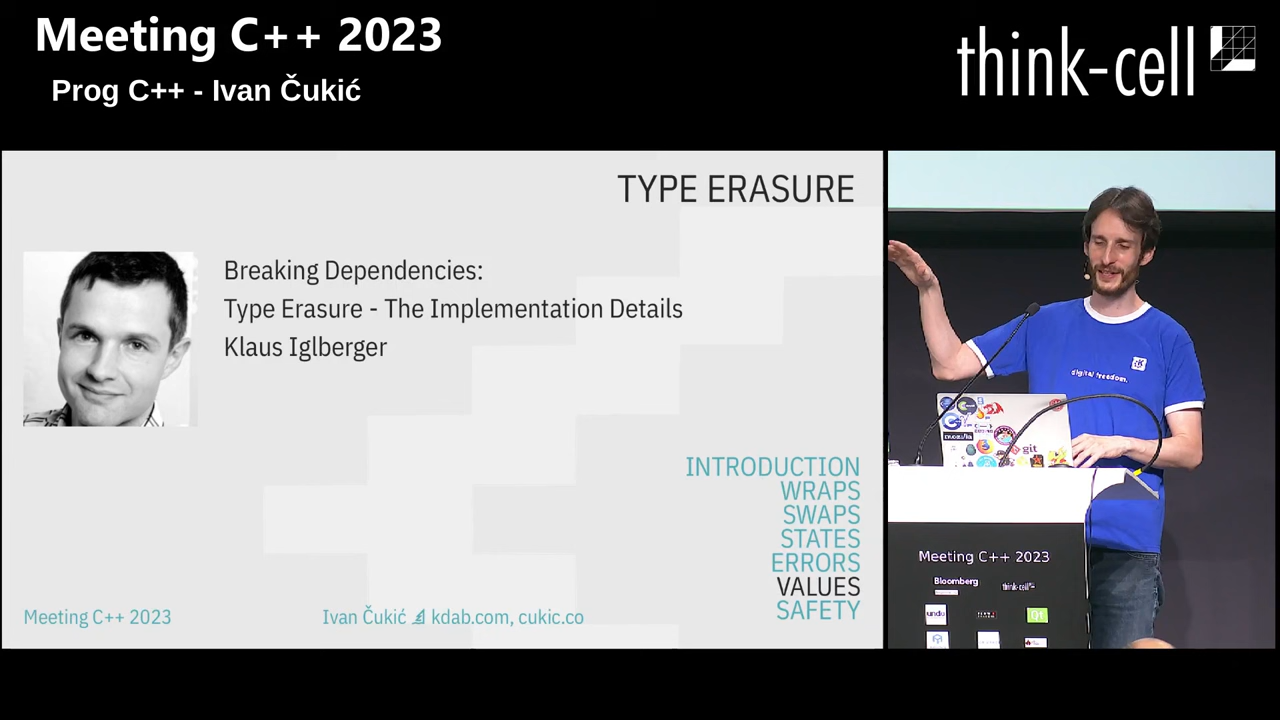 Meeting C++ 2023
Prog C++ - Ivan Čukić
think-cell
TYPE ERASURE
Breaking Dependencies:
Type Erasure - The Implementation Details
Klaus Iglberger
INTRODUCTION
WRAPS
SWAPS
STATES
ERRORS
VALUES
SAFETY
Meeting C++ 2023
Ivan Čukić
kdab.com, cukic.co
digital freedom.
mozilla
git
Meeting C++ 2023
Bloomberg
think-cell
undo